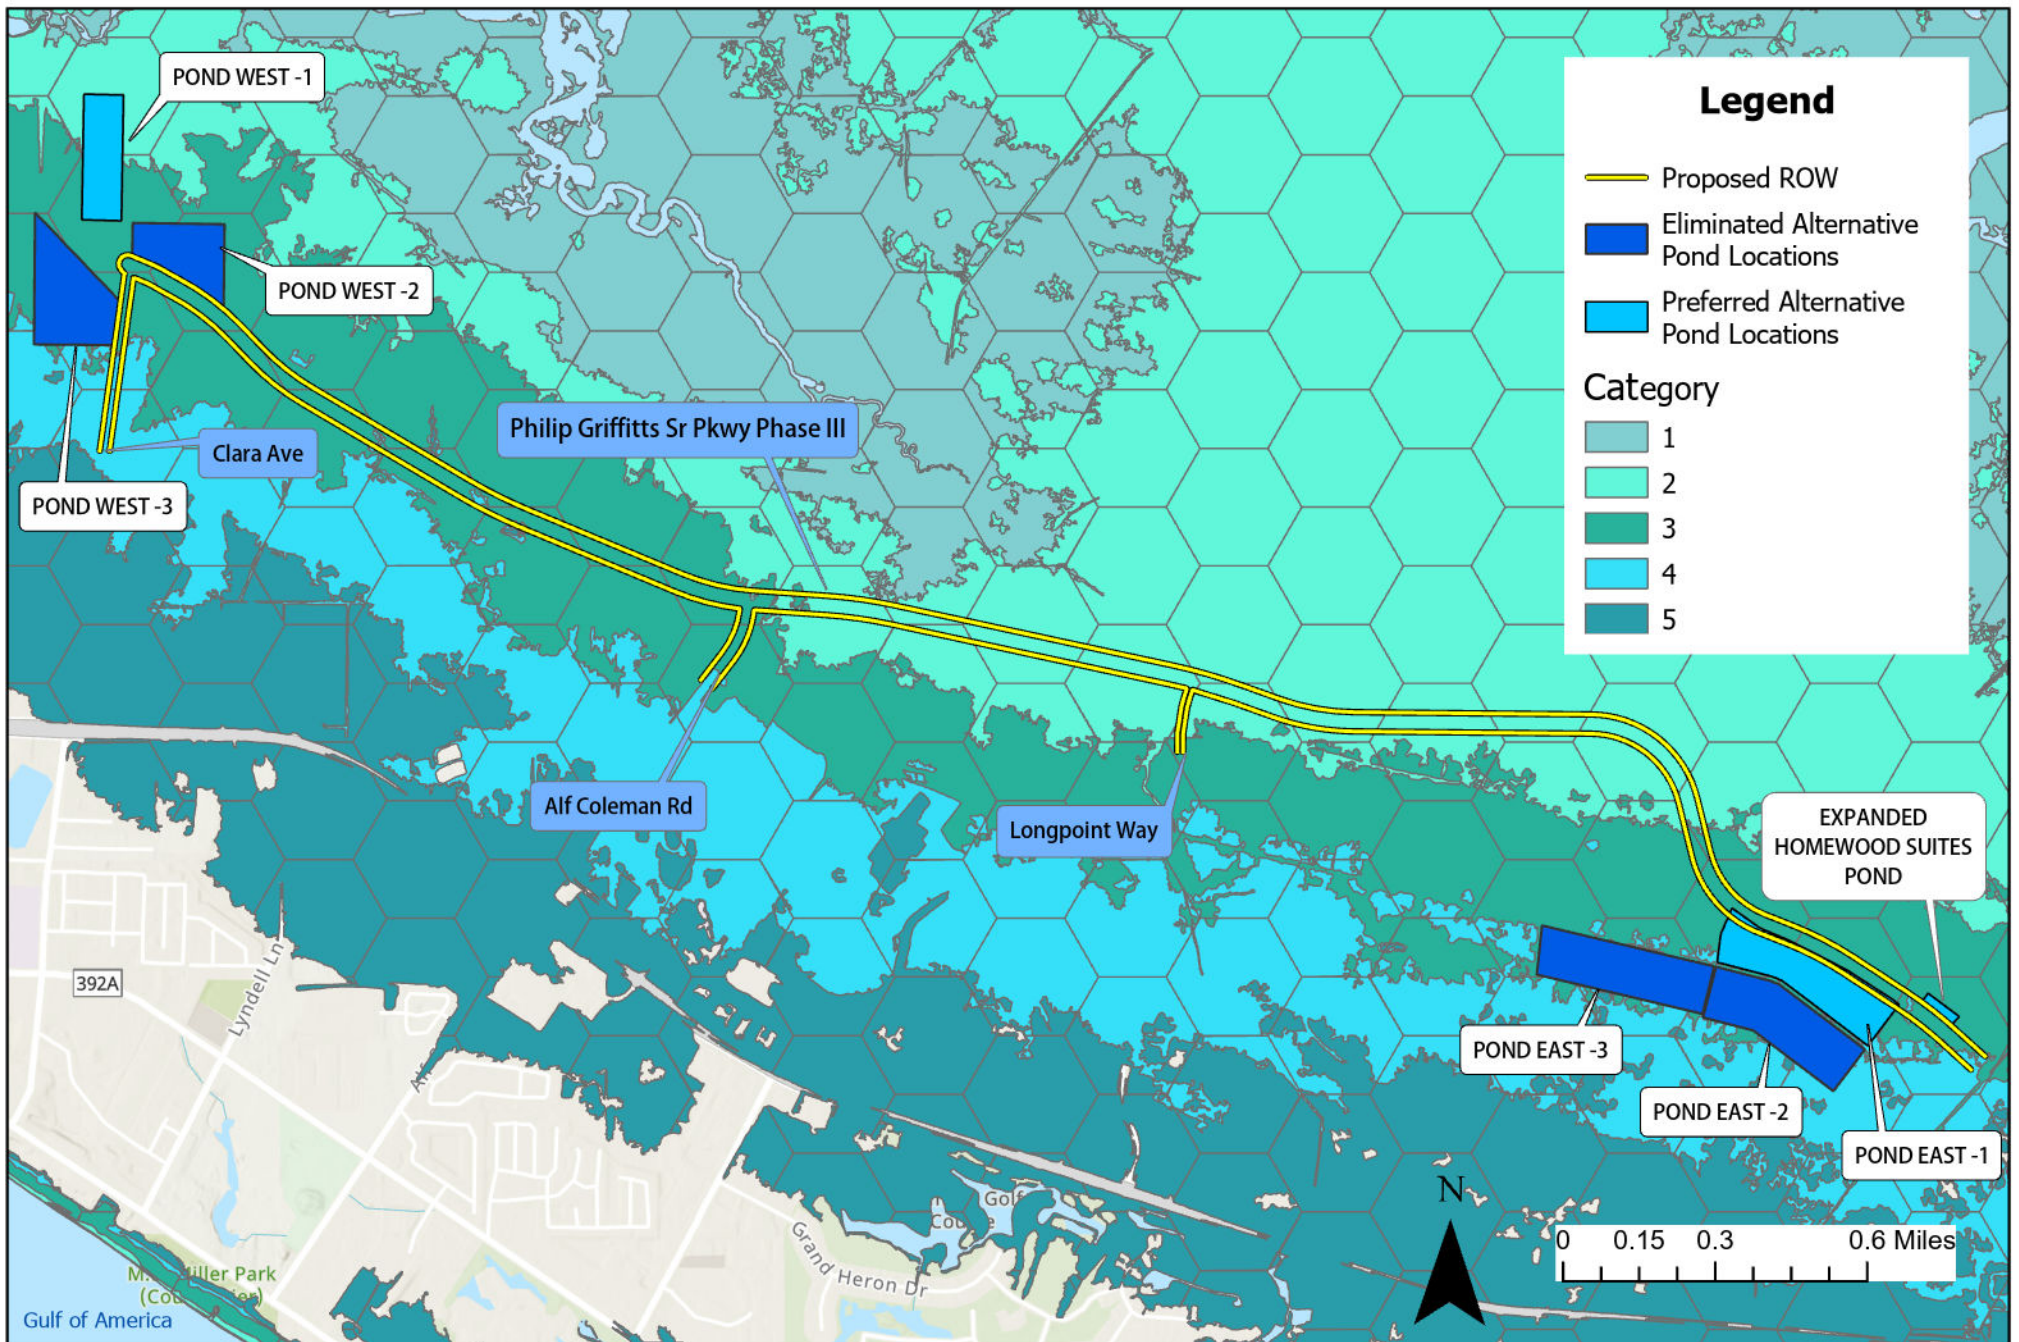 POND WEST -1
Legend
Proposed ROW
Eliminated Alternative
Pond Locations
POND WEST -2
Preferred Alternative
Pond Locations
Category
1
2
3
4
5
Philip Griffitts Sr Pkwy Phase III
Clara Ave
POND WEST -3
Alf Coleman Rd
Longpoint Way
EXPANDED
HOMEWOOD SUITES
POND
392A
Lyndell Ln
POND EAST -3
POND EAST -2
POND EAST -1
N
Golf
Grand Heron Dr
0 0.15 0.3 0.6 Miles
Park
Gulf of America